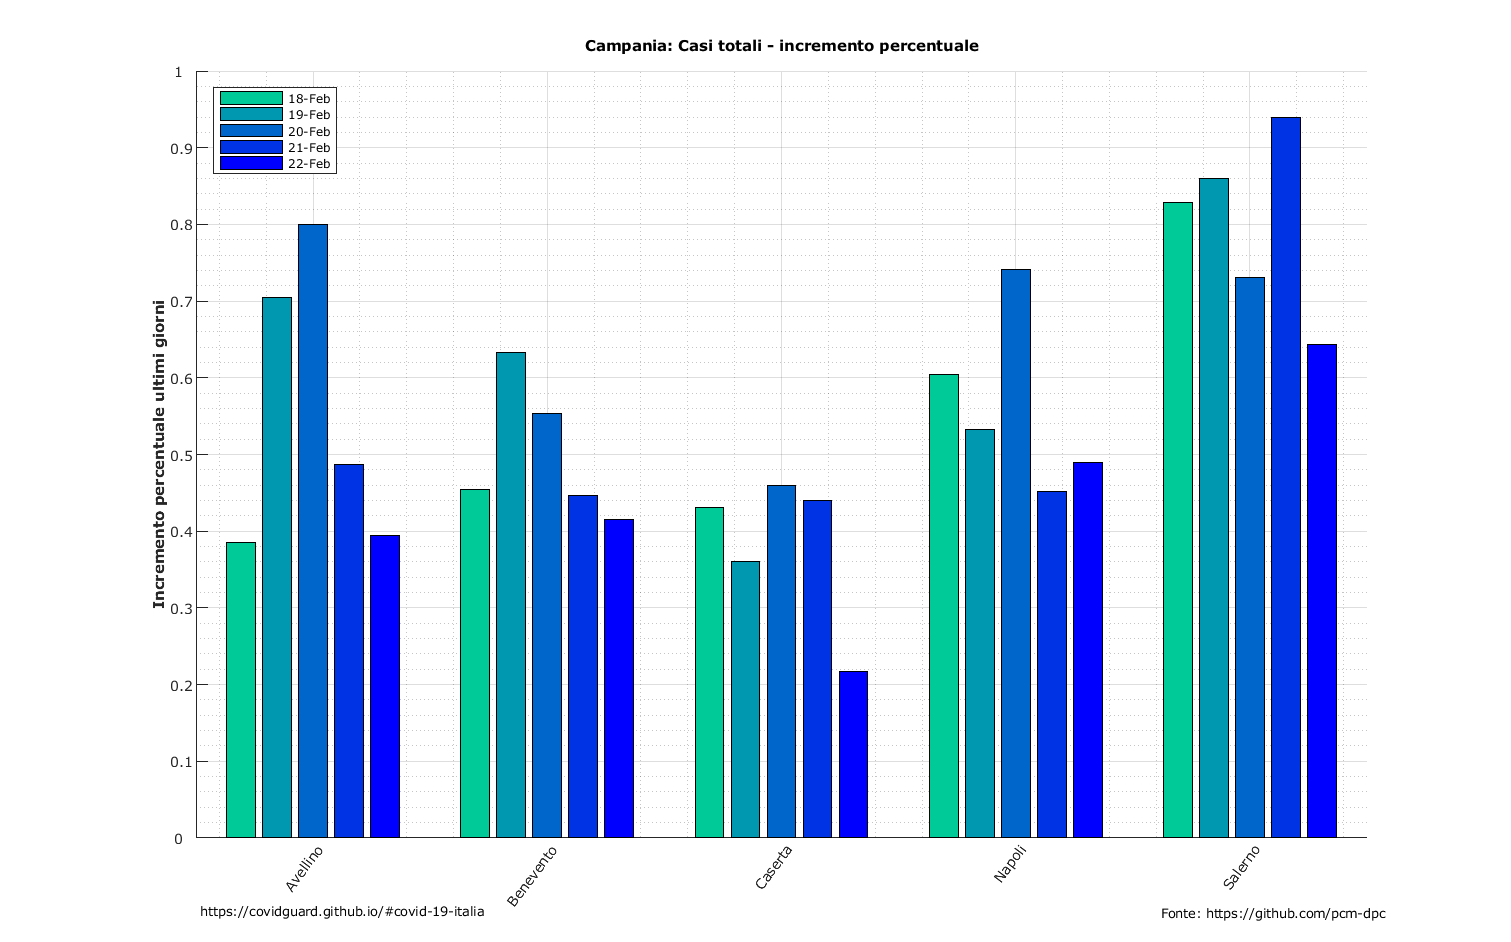 Campania: Casi totali - incremento percentuale
Incremento percentuale ultimi giorni
1
0.9
0.8
0.7
0.6
0.5
0.4
0.3
0.2
0.1
0
18-Feb
19-Feb
20-Feb
21-Feb
22-Feb
Avellino
Benevento
Caserta
Napoli
Salerno
https://covidguard.github.io/#covid-19-italia
Fonte: https://github.com/pcm-dpc